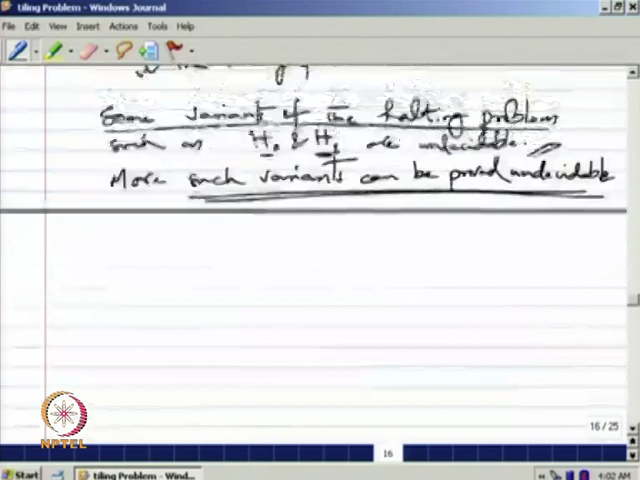 tiling Problem - Windows Journal
File Edit View Insert Actions Tools Help
Some variants of the halting problem
such as H₀ & H₁ are undecidable.
More such variants can be proved undecidable
NPTEL
16 / 25
16
Start
tiling Problem - Wind...
4:02 AM